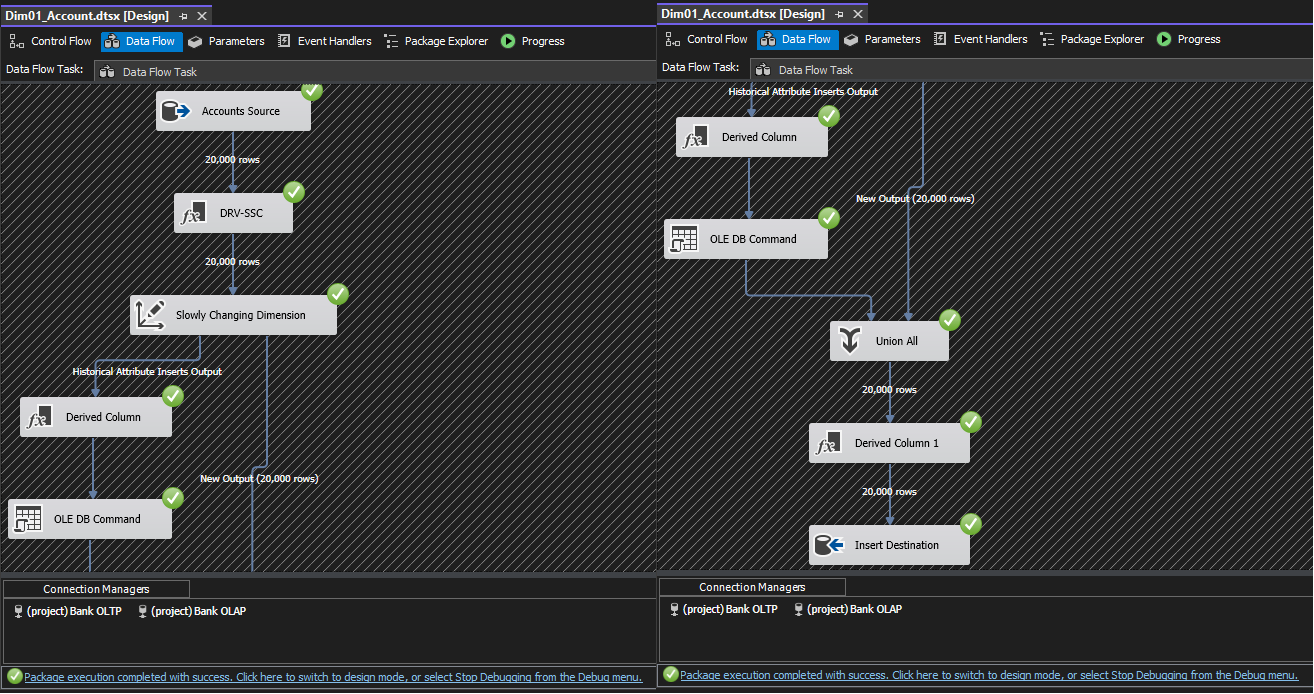 Dim01_Account.dtsx [Design]
Control Flow
Data Flow
Parameters
Event Handlers
Package Explorer
Progress
Data Flow Task:
Data Flow Task
Accounts Source
20,000 rows
DRV-SSC
20,000 rows
Slowly Changing Dimension
Historical Attribute Inserts Output
Derived Column
New Output (20,000 rows)
OLE DB Command
Connection Managers
(project) Bank OLTP
(project) Bank OLAP
Package execution completed with success. Click here to switch to design mode, or select Stop Debugging from the Debug menu.
Dim01_Account.dtsx [Design]
Control Flow
Data Flow
Parameters
Event Handlers
Package Explorer
Progress
Data Flow Task:
Data Flow Task
Historical Attribute Inserts Output
Derived Column
New Output (20,000 rows)
OLE DB Command
Union All
20,000 rows
Derived Column 1
20,000 rows
Insert Destination
Connection Managers
(project) Bank OLTP
(project) Bank OLAP
Package execution completed with success. Click here to switch to design mode, or select Stop Debugging from the Debug menu.